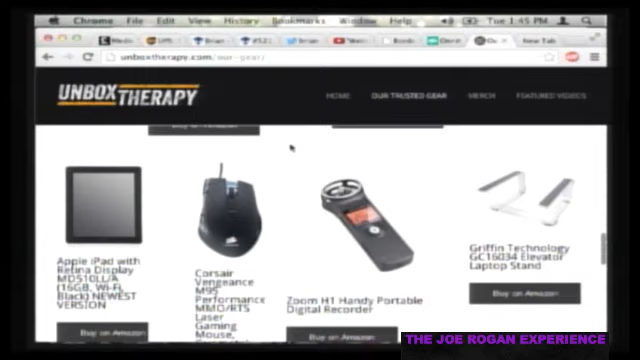 Chrome File Edit View History Bookmarks Window Help Tue 1:45 PM
New Tab
unboxtherapy.com/our-gear/
UNBOX THERAPY
HOME OUR TRUSTED GEAR MERCH FEATURED VIDEOS
Buy on Amazon
Apple iPad with
Retina Display
MD510LL/A
(16GB, Wi-Fi,
Black) NEWEST
VERSION
Buy on Amazon
Corsair
Vengeance
M95
Performance
MMO/RTS
Laser
Gaming
Mouse,
Zoom H1 Handy Portable
Digital Recorder
Buy on Amazon
Griffin Technology
GC16034 Elevator
Laptop Stand
Buy on Amazon
THE JOE ROGAN EXPERIENCE